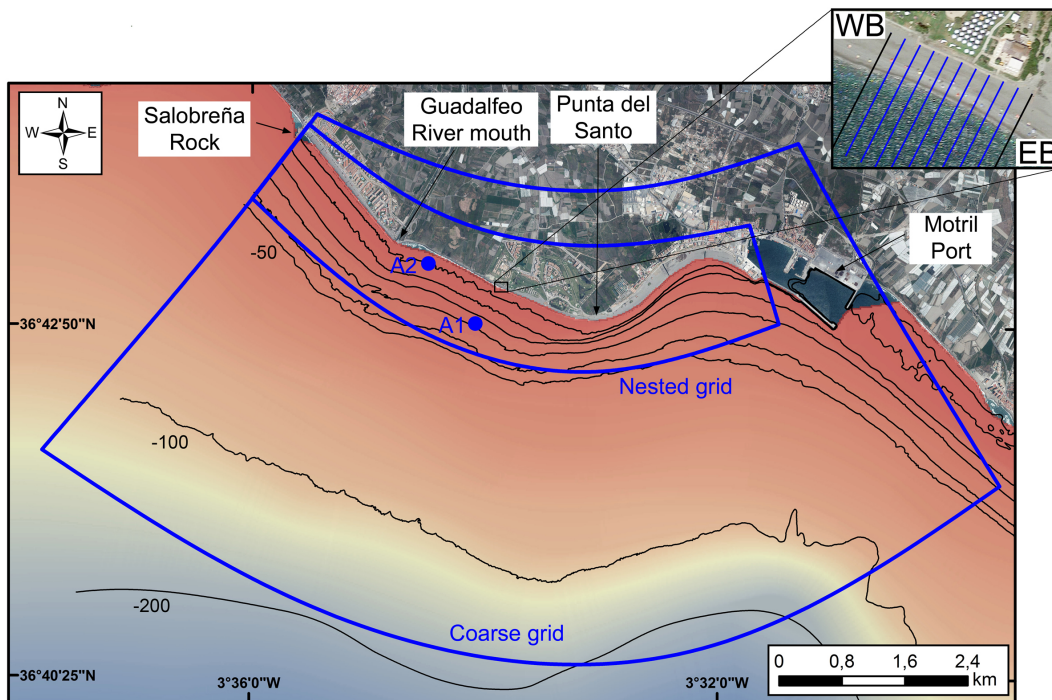 WB
EB
N
W E
S
Salobreña
Rock
Guadalfeo
River mouth
Punta del
Santo
Motril
Port
-50
A2
A1
36°42'50"N
Nested grid
-100
-200
Coarse grid
36°40'25"N
3°36'0"W
3°32'0"W
0 0,8 1,6 2,4
km